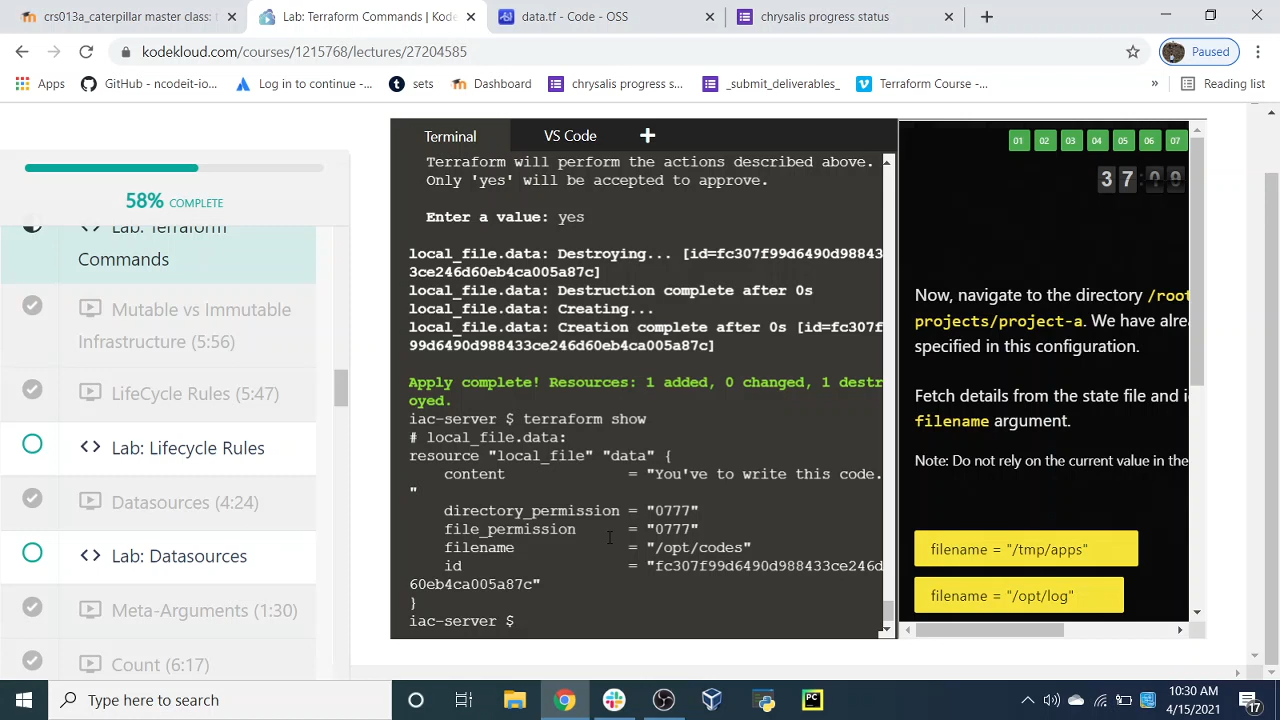 ects013a_caterpillar master class: t
Lab: Terraform Commands | Kode
data.tf - Code - OSS
chrysalis progress status
kodekloud.com/courses/1215768/lectures/27204585
Paused
Apps
GitHub - ncodeit-io...
Log in to continue -...
sets
Dashboard
chrysalis progress s...
_submit_deliverables_
Terraform Course -...
»
Reading list
58% COMPLETE
Lab: Terraform
Commands
Mutable vs Immutable
Infrastructure (5:56)
LifeCycle Rules (5:47)
Lab: Lifecycle Rules
Datasources (4:24)
Lab: Datasources
Meta-Arguments (1:30)
Count (6:17)
Terminal
VS Code
Terraform will perform the actions described above.
Only 'yes' will be accepted to approve.
Enter a value: yes
local_file.data: Destroying... [id=fc307f99d6490d98843
3ce246d60eb4ca005a87c]
local_file.data: Destruction complete after 0s
local_file.data: Creating...
local_file.data: Creation complete after 0s [id=fc307f
99d6490d988433ce246d60eb4ca005a87c]
Apply complete! Resources: 1 added, 0 changed, 1 destr
oyed.
iac-server $ terraform show
# local_file.data:
resource "local_file" "data" {
content = "You've to write this code.
"
directory_permission = "0777"
file_permission = "0777"
filename = "/opt/codes"
id = "fc307f99d6490d988433ce246d
60eb4ca005a87c"
}
iac-server $
01 02 03 04 05 06 07
Now, navigate to the directory /root
projects/project-a. We have alrea
specified in this configuration.
Fetch details from the state file and id
filename argument.
Note: Do not rely on the current value in the
filename = "/tmp/apps"
filename = "/opt/log"
Type here to search
10:30 AM
4/15/2021
17